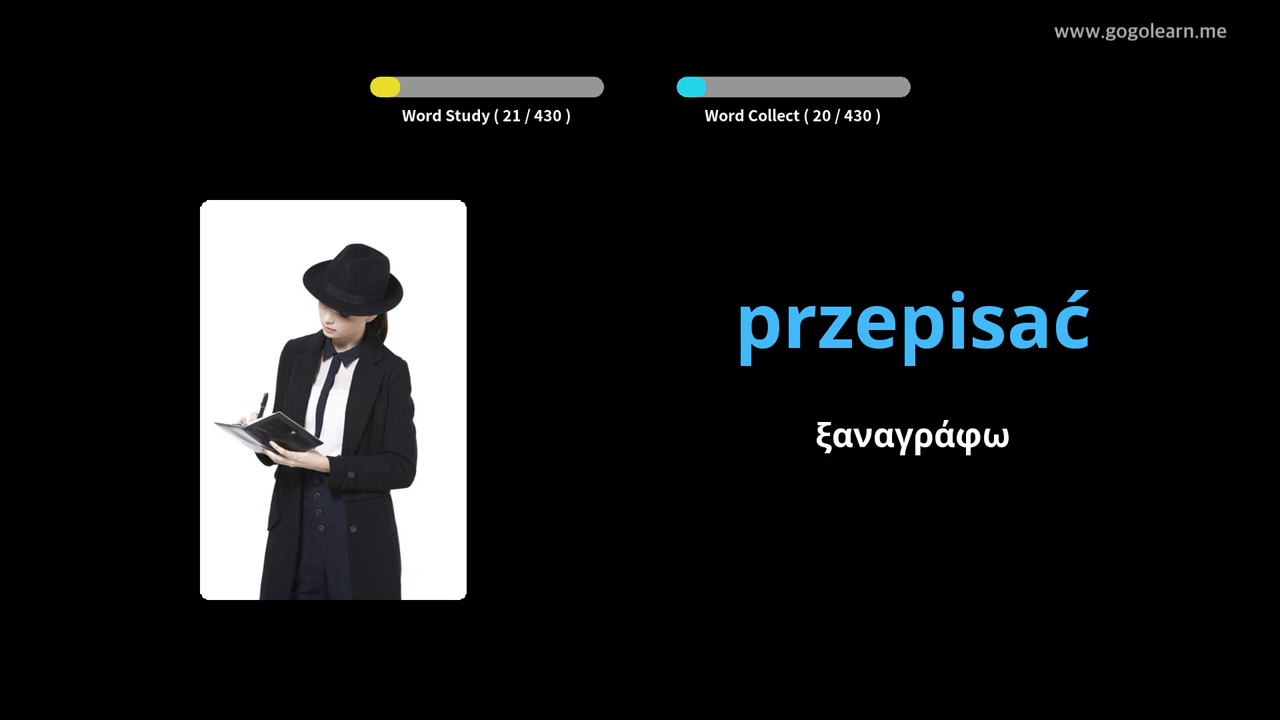 www.gogolearn.me
Word Study ( 21 / 430 )
Word Collect ( 20 / 430 )
przepisać
ξαναγράφω